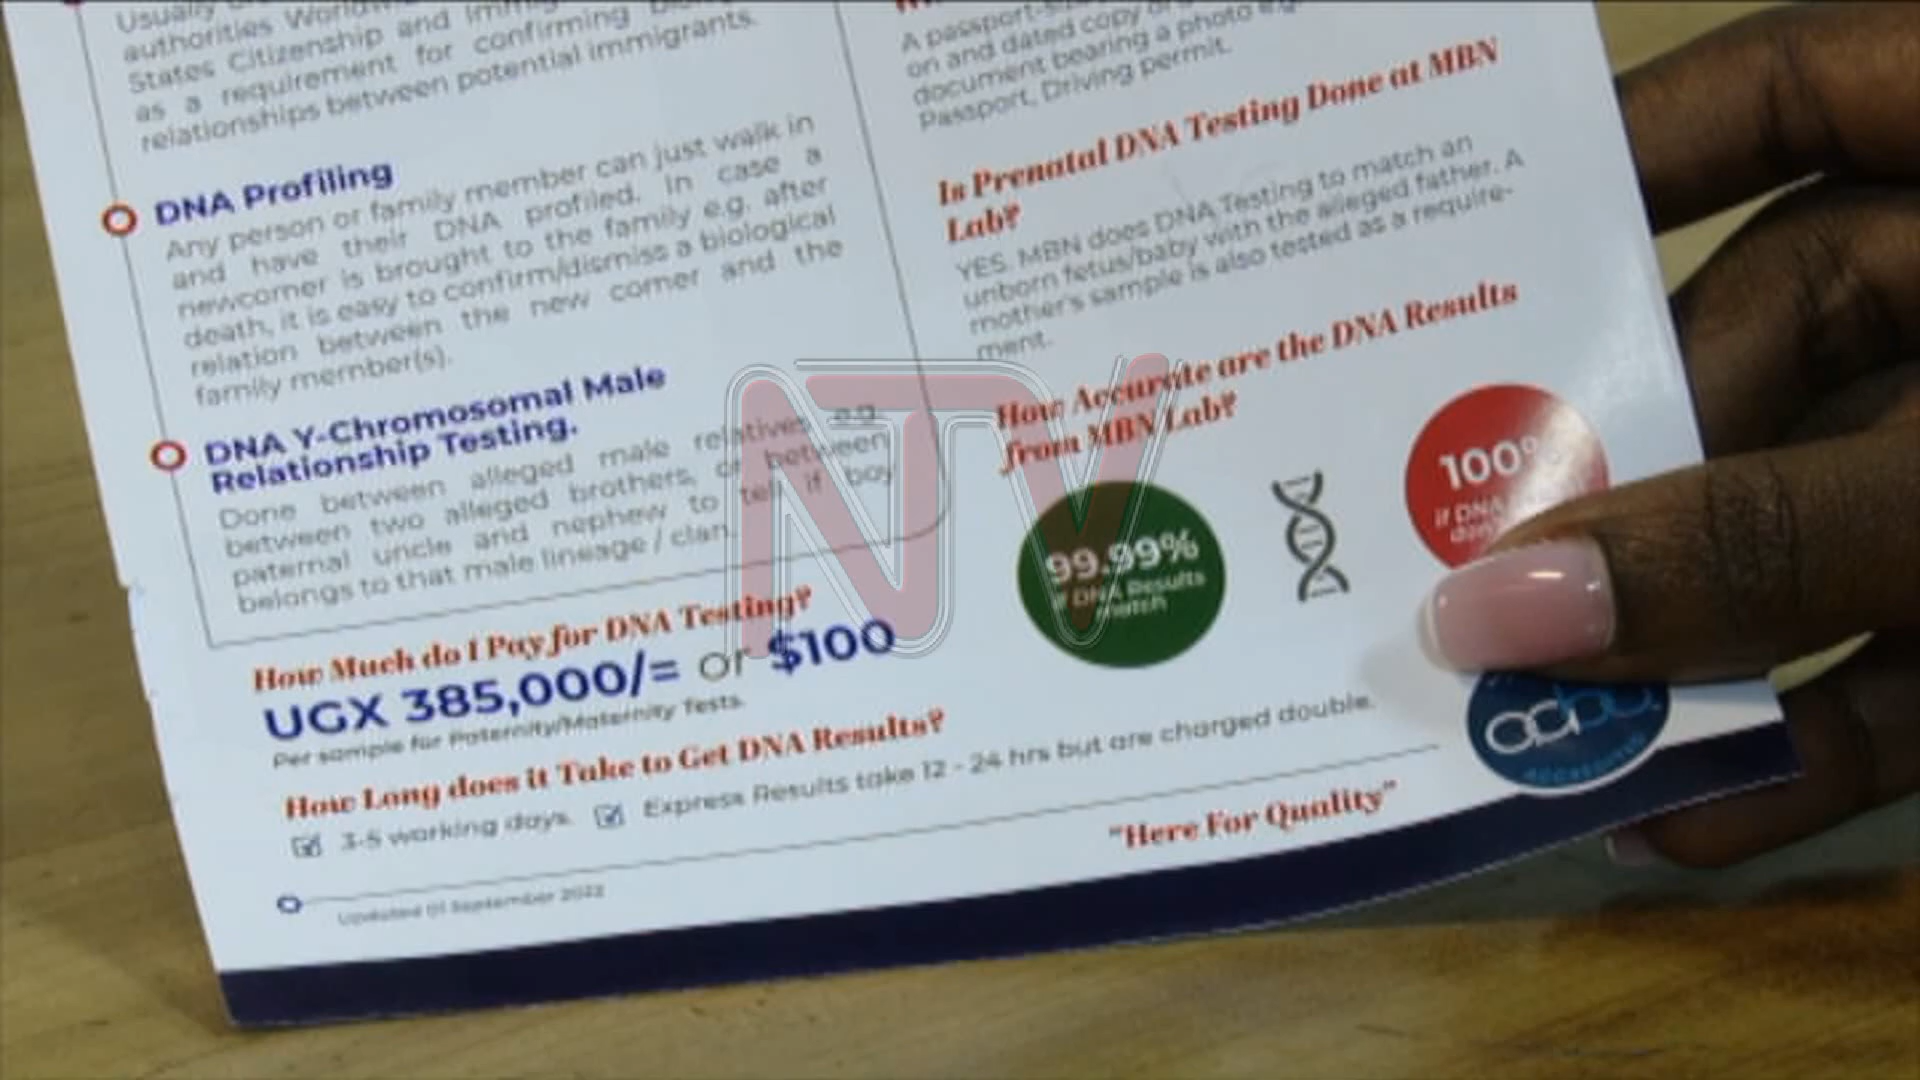 Usually
authorities
States Citizenship and
as a requirement for confirming
relationships between potential immigrants.
DNA Profiling
Any person or family member can just walk in
and have their DNA profiled. In case a
newcomer is brought to the family e.g. after
death, it is easy to confirm/dismiss a biological
relation between the new comer and the
family member(s).
DNA Y-Chromosomal Male
Relationship Testing.
Done between alleged male relatives e.g.
between two alleged brothers, or between
paternal uncle and nephew to tell if boy
belongs to that male lineage / clan.
How Much do I Pay for DNA Testing?
UGX 385,000/= or $100
Per sample for Paternity/Maternity Tests.
How Long does it Take to Get DNA Results?
3-5 working days. Express Results take 12 - 24 hrs but are charged double.
Updated 01 September 2022
A passport-size
on and dated copy of
document bearing a photo e.g.
Passport, Driving permit.
Is Prenatal DNA Testing Done at MBN
Lab?
YES. MBN does DNA Testing to match an
unborn fetus/baby with the alleged father. A
mother's sample is also tested as a require-
ment.
How Accurate are the DNA Results
from MBN Lab?
99.99%
if DNA Results
match
100%
if DNA
"Here For Quality"
NTV